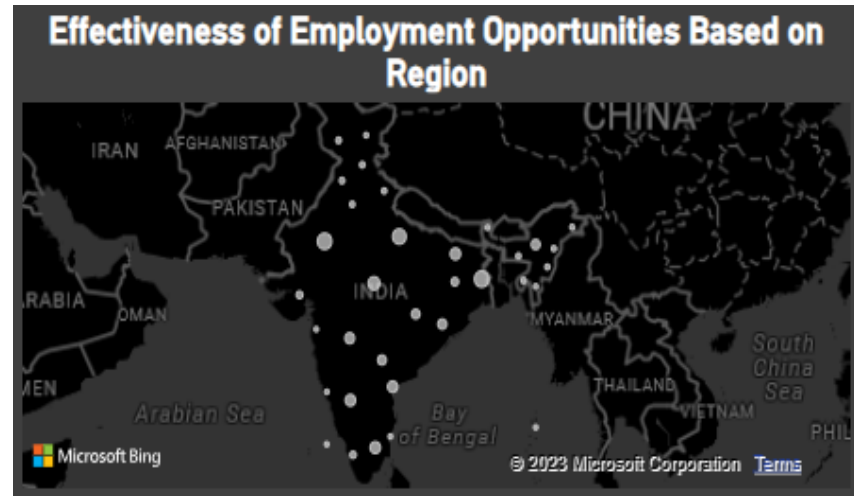 Effectiveness of Employment Opportunities Based on
Region
CHINA
IRAN
AFGHANISTAN
PAKISTAN
INDIA
ARABIA
OMAN
MYANMAR
South
China
Sea
MEN
THAILAND
VIETNAM
Arabian Sea
Bay
of Bengal
PHIL
Microsoft Bing
© 2023 Microsoft Corporation Terms